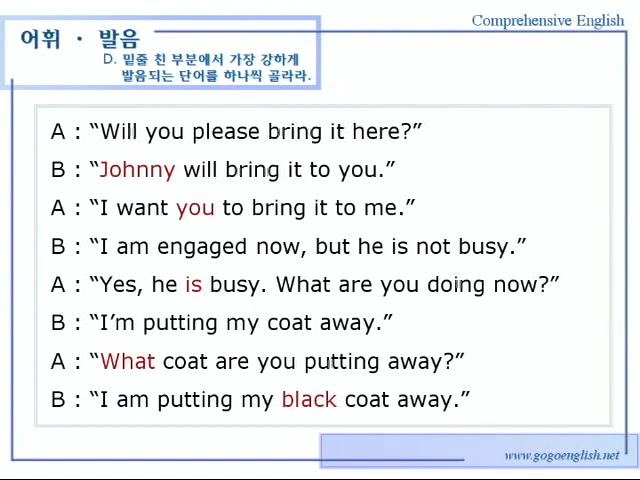 Comprehensive English
어휘 · 발음
D. 밑줄 친 부분에서 가장 강하게
발음되는 단어를 하나씩 골라라.
A : “Will you please bring it here?”
B : “Johnny will bring it to you.”
A : “I want you to bring it to me.”
B : “I am engaged now, but he is not busy.”
A : “Yes, he is busy. What are you doing now?”
B : “I’m putting my coat away.”
A : “What coat are you putting away?”
B : “I am putting my black coat away.”
www.gogoenglish.net